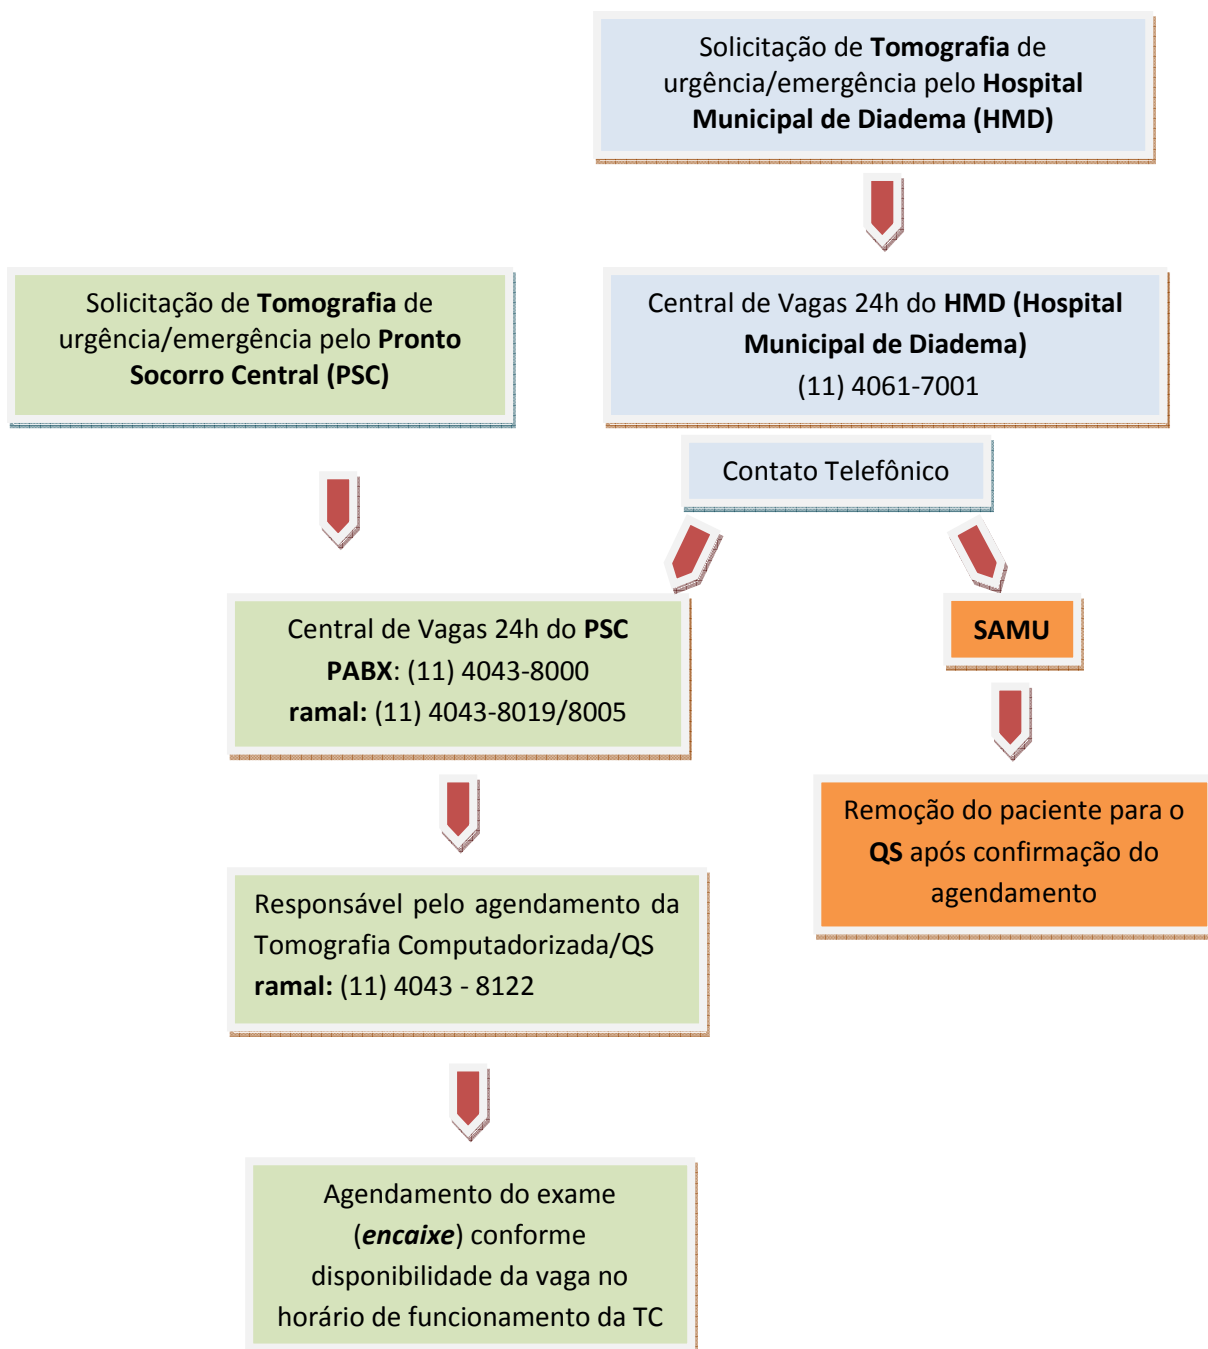 Solicitação de Tomografia de
urgência/emergência pelo Hospital
Municipal de Diadema (HMD)
Solicitação de Tomografia de
urgência/emergência pelo Pronto
Socorro Central (PSC)
Central de Vagas 24h do HMD (Hospital
Municipal de Diadema)
(11) 4061-7001
Contato Telefônico
Central de Vagas 24h do PSC
PABX: (11) 4043-8000
ramal: (11) 4043-8019/8005
SAMU
Remoção do paciente para o
QS após confirmação do
agendamento
Responsável pelo agendamento da
Tomografia Computadorizada/QS
ramal: (11) 4043 - 8122
Agendamento do exame
(encaixe) conforme
disponibilidade da vaga no
horário de funcionamento da TC